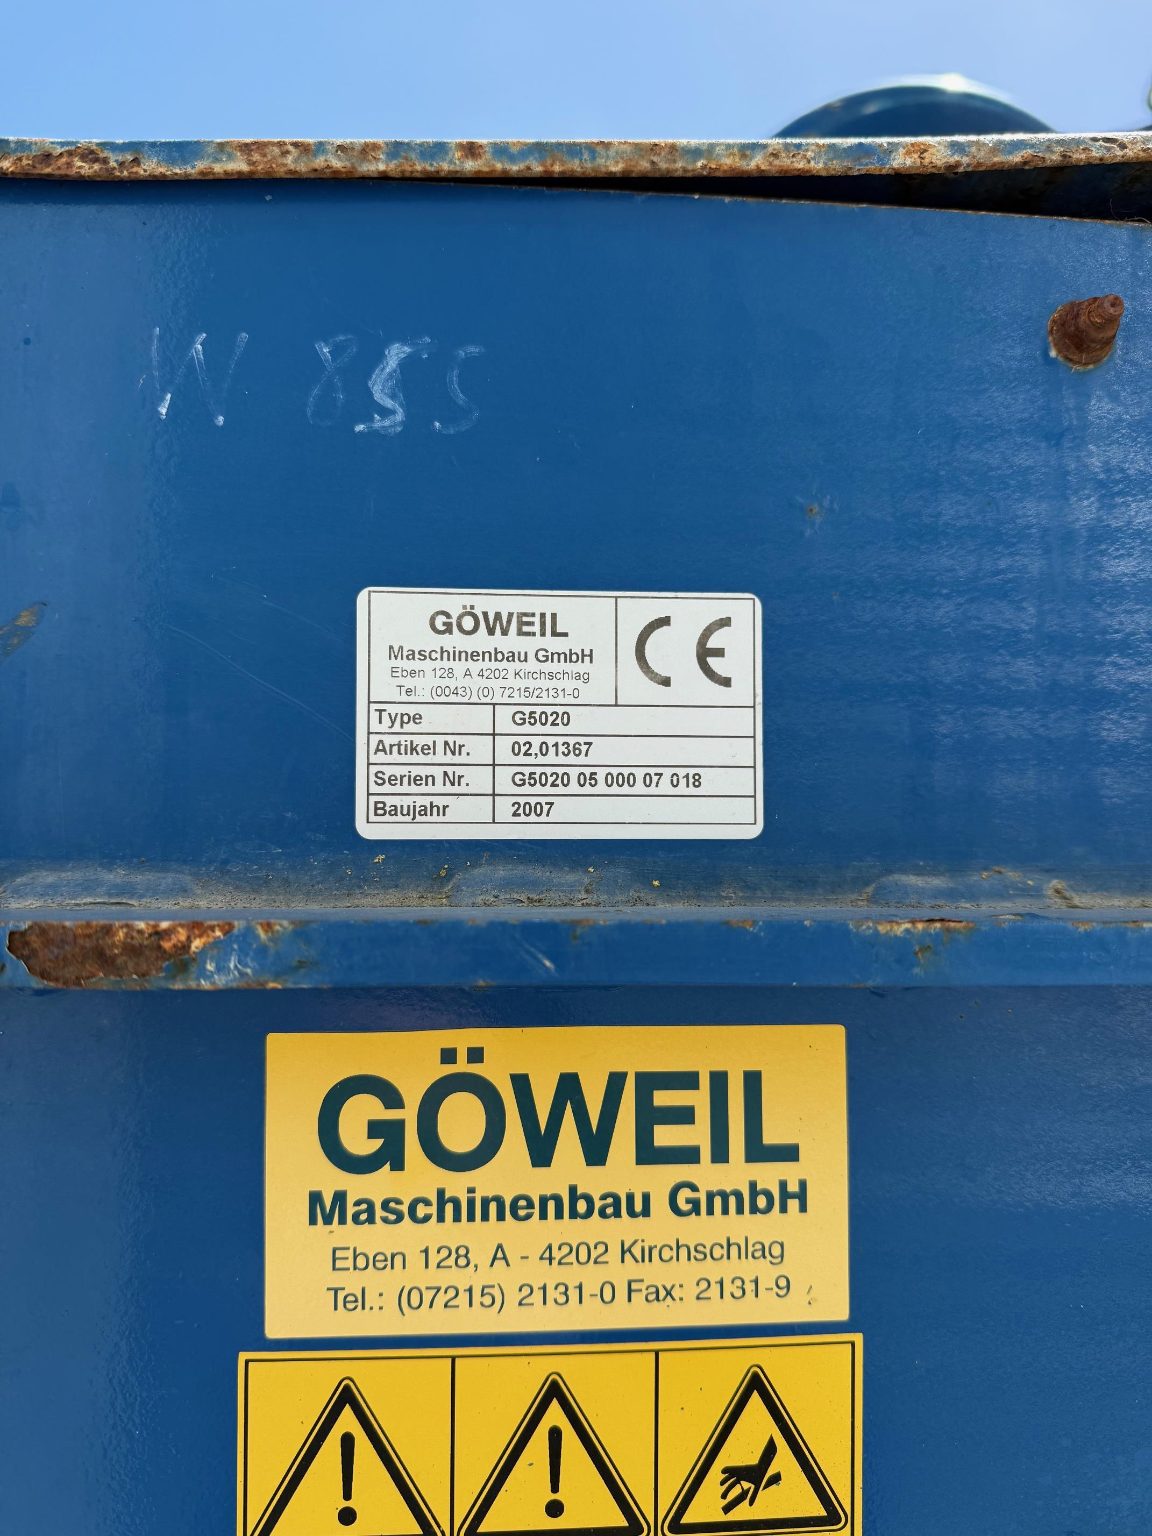 W 855
GÖWEIL
Maschinenbau GmbH
Eben 128, A 4202 Kirchschlag
Tel.: (0043) (0) 7215/2131-0
CE
Type G5020
Artikel Nr. 02,01367
Serien Nr. G5020 05 000 07 018
Baujahr 2007
GÖWEIL
Maschinenbau GmbH
Eben 128, A - 4202 Kirchschlag
Tel.: (07215) 2131-0 Fax: 2131-9